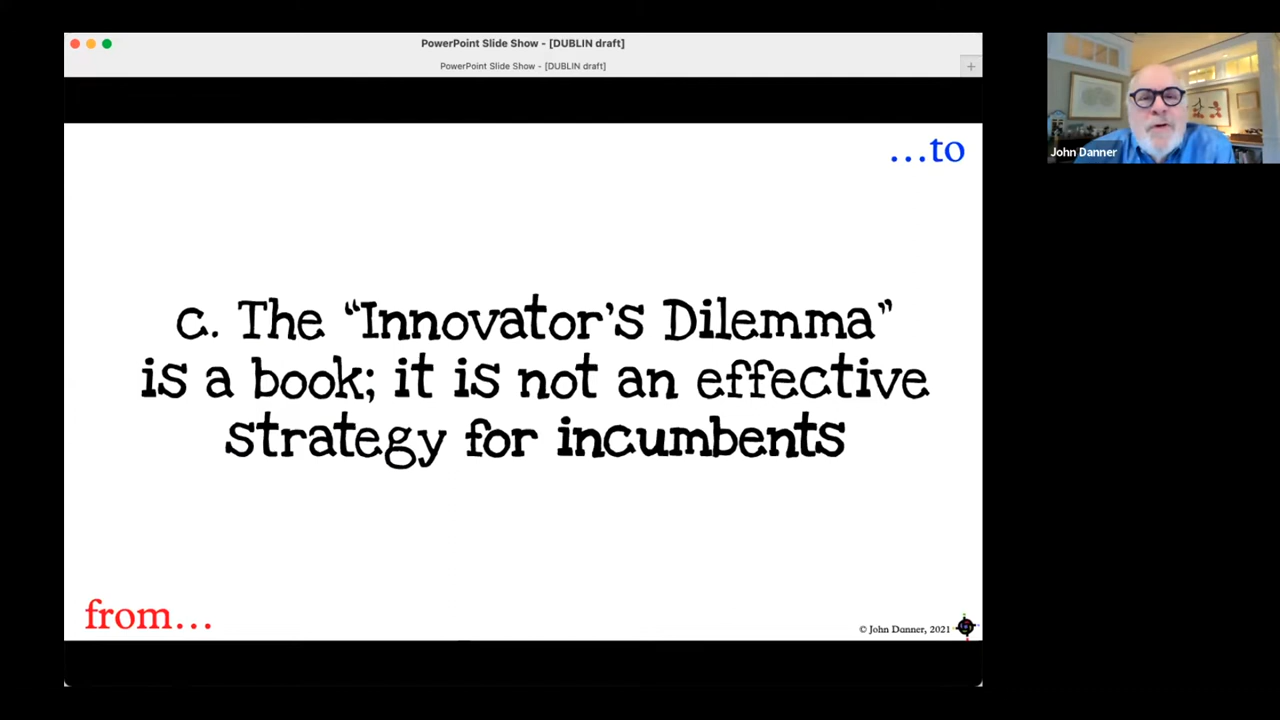 PowerPoint Slide Show - [DUBLIN draft]
PowerPoint Slide Show - [DUBLIN draft]
…to
c. The “Innovator’s Dilemma”
is a book; it is not an effective
strategy for incumbents
from…
© John Danner, 2021
John Danner